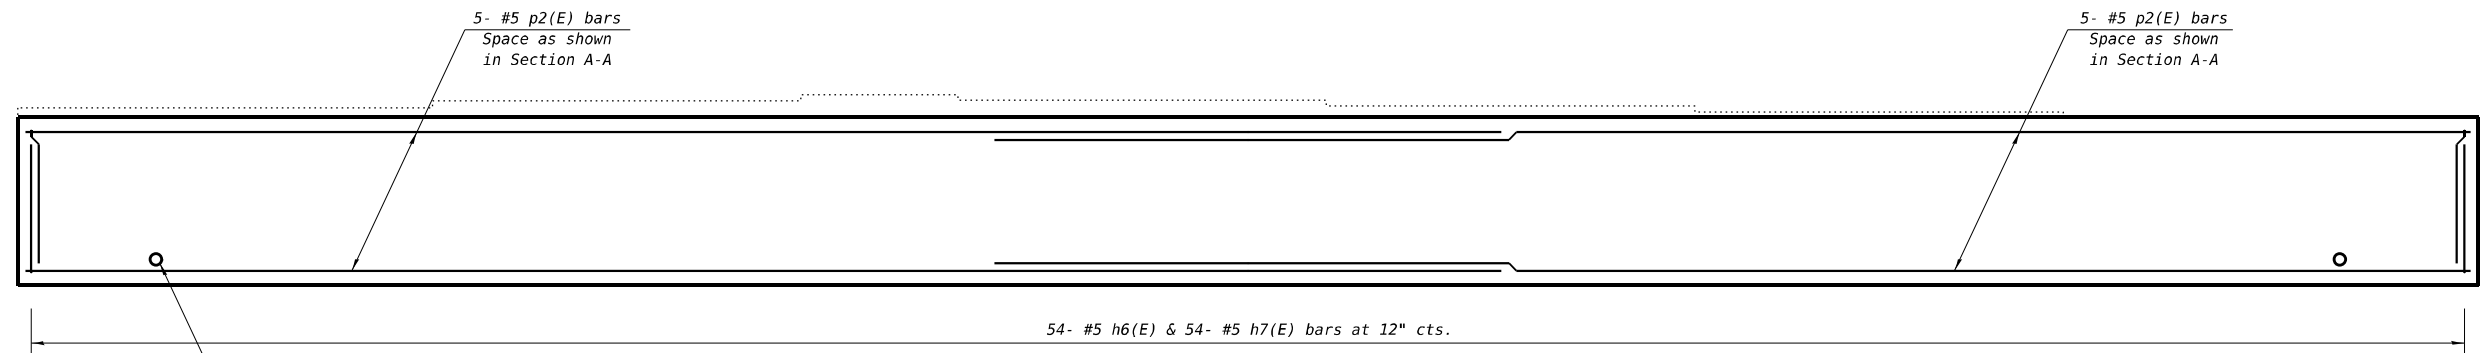 5- #5 p2(E) bars
Space as shown
in Section A-A
5- #5 p2(E) bars
Space as shown
in Section A-A
54- #5 h6(E) & 54- #5 h7(E) bars at 12" cts.